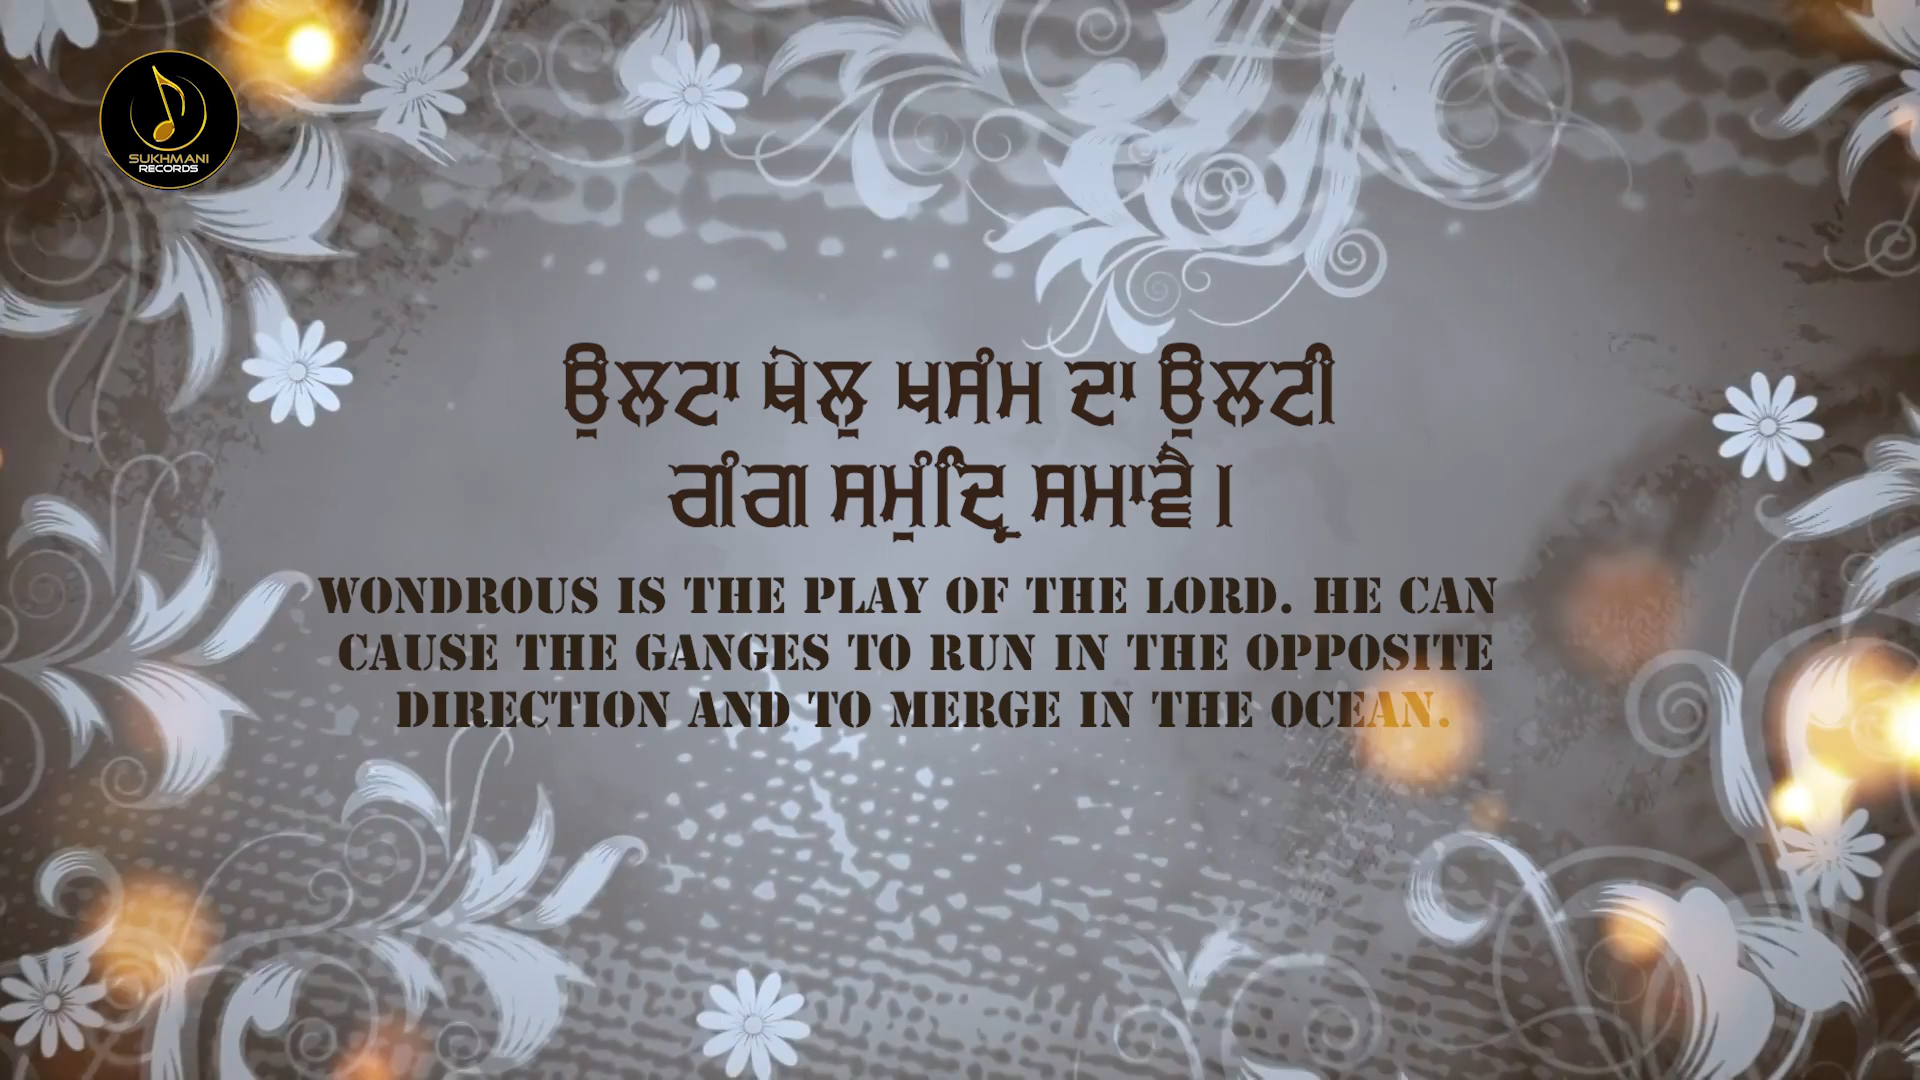 SUKHMANI
RECORDS
ਉਲਟਾ ਖੇਲੁ ਖਸੰਮ ਦਾ ਉਲਟੀ
ਗੰਗ ਸਮੁੰਦ੍ਰਿ ਸਮਾਵੈ।
WONDROUS IS THE PLAY OF THE LORD. HE CAN
CAUSE THE GANGES TO RUN IN THE OPPOSITE
DIRECTION AND TO MERGE IN THE OCEAN.